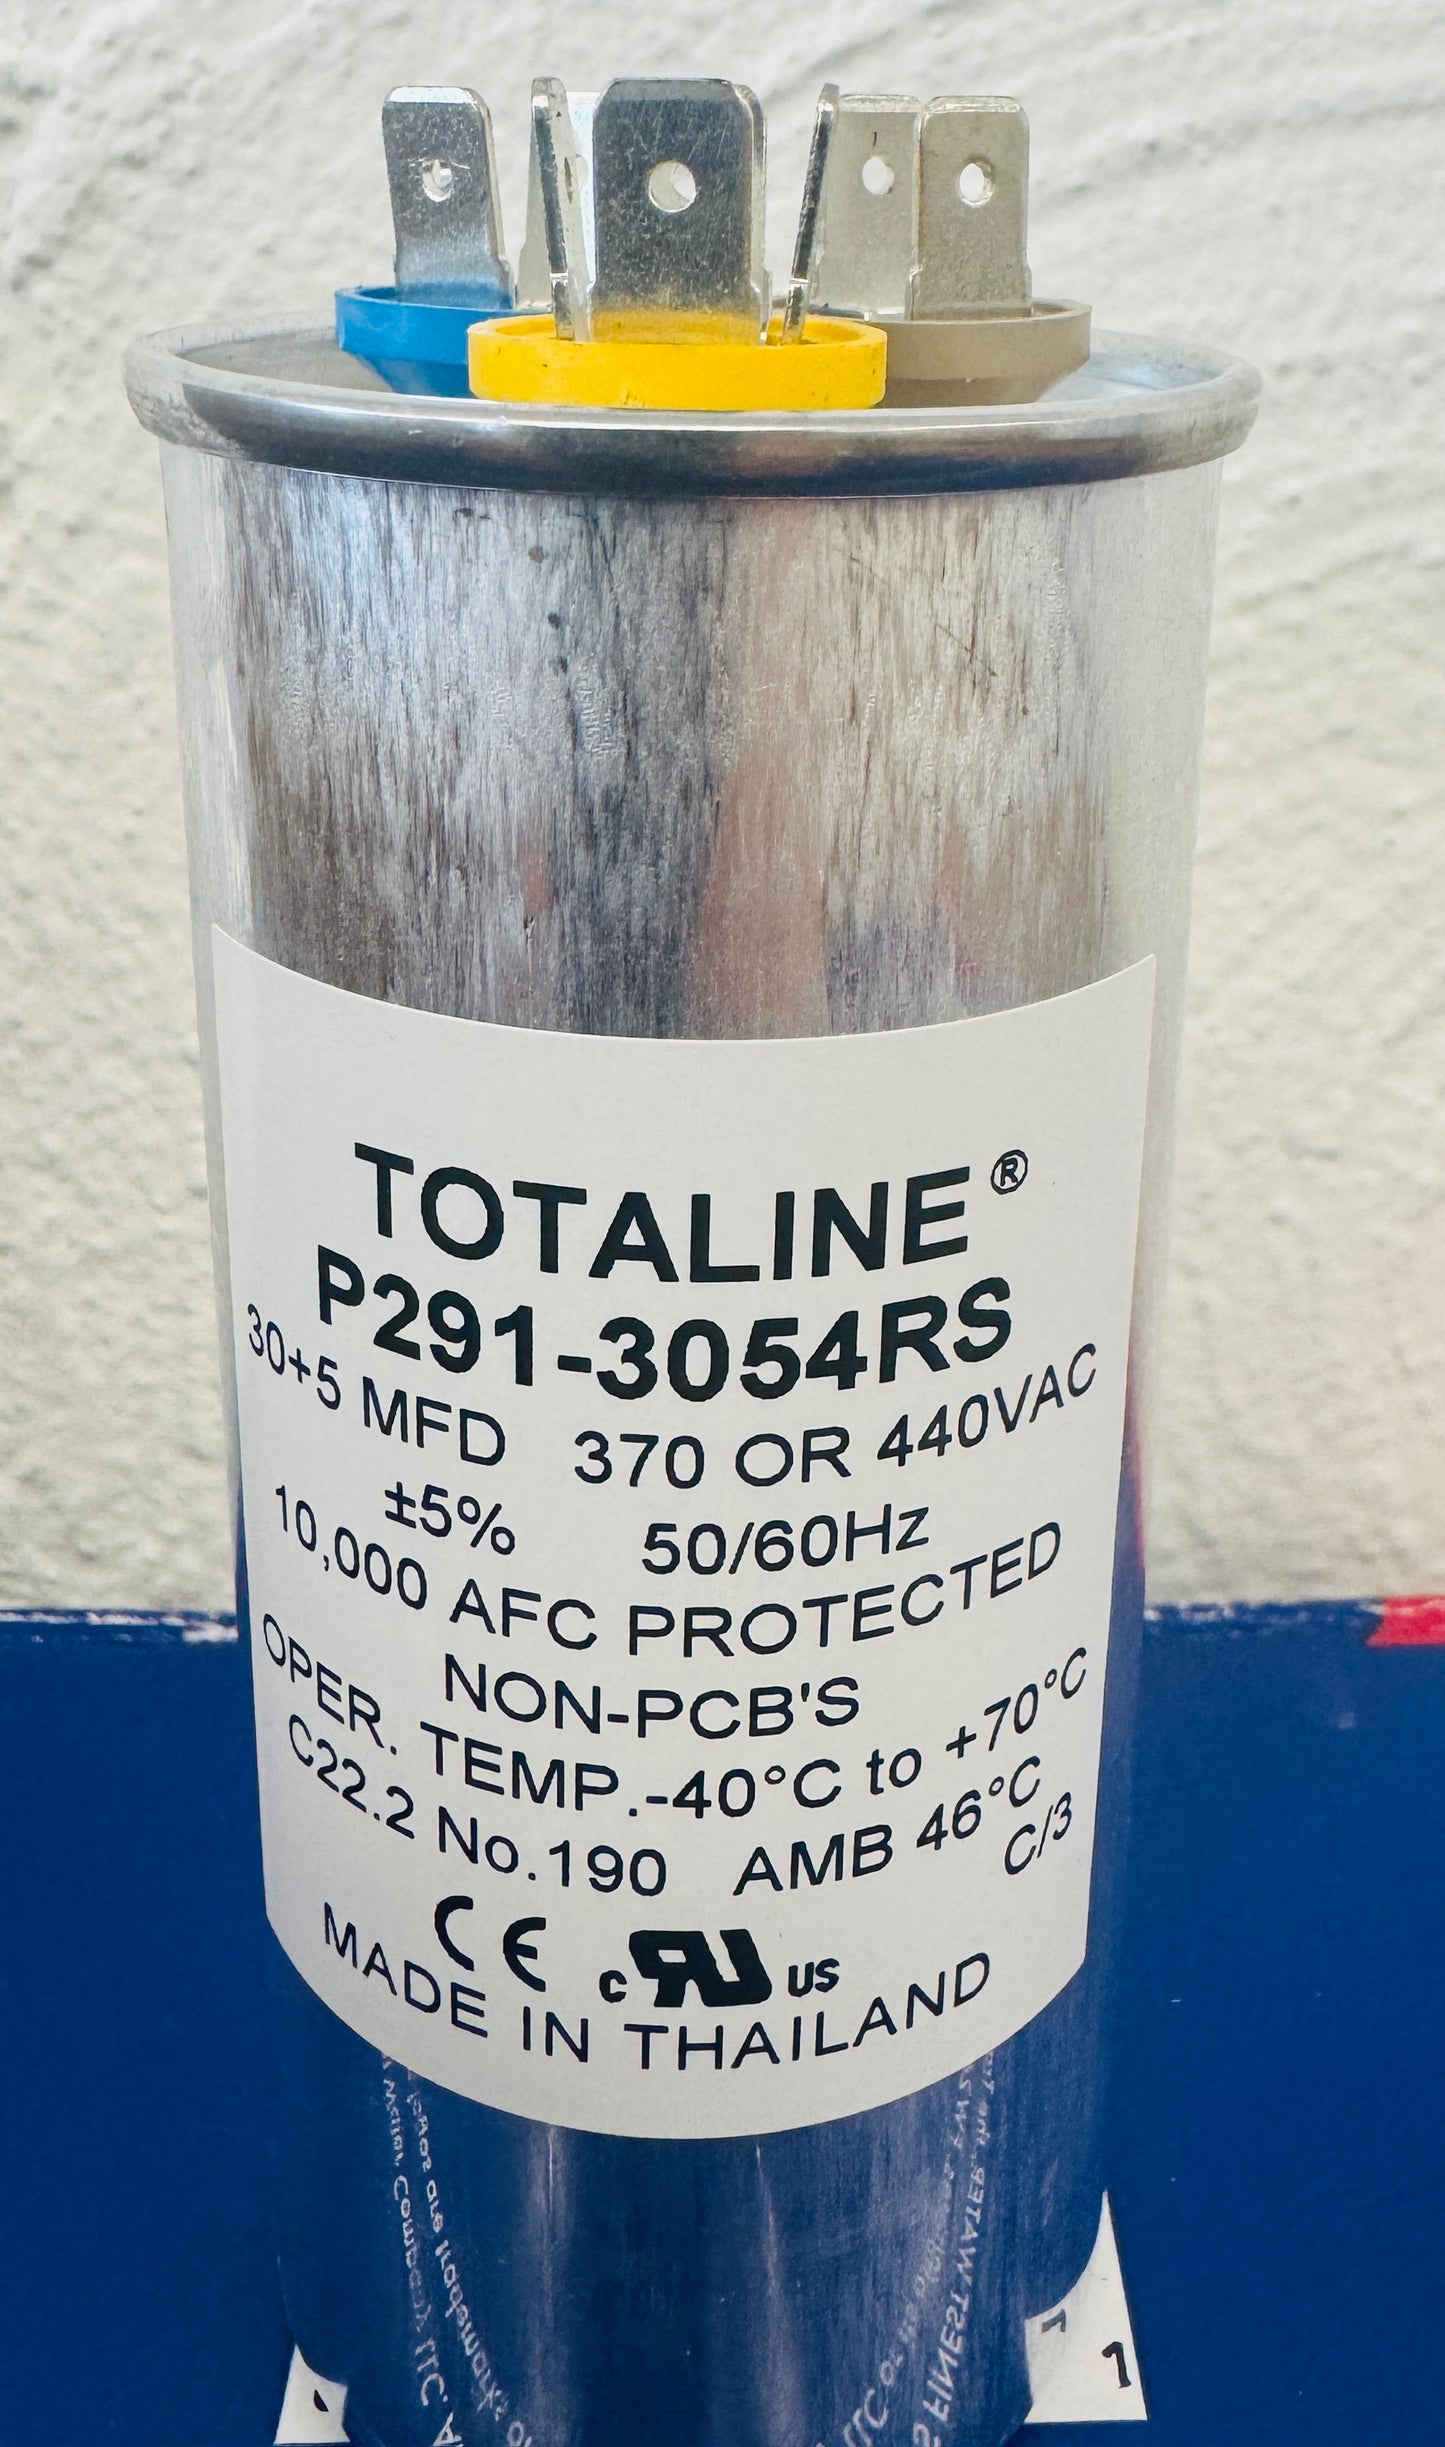 TOTALINE®
P291-3054RS
30+5 MFD 370 OR 440VAC
±5% 50/60Hz
10,000 AFC PROTECTED
NON-PCB'S
OPER. TEMP.-40°C to +70°C
C22.2 No.190 AMB 46°C
C/3
CE c RU US
MADE IN THAILAND